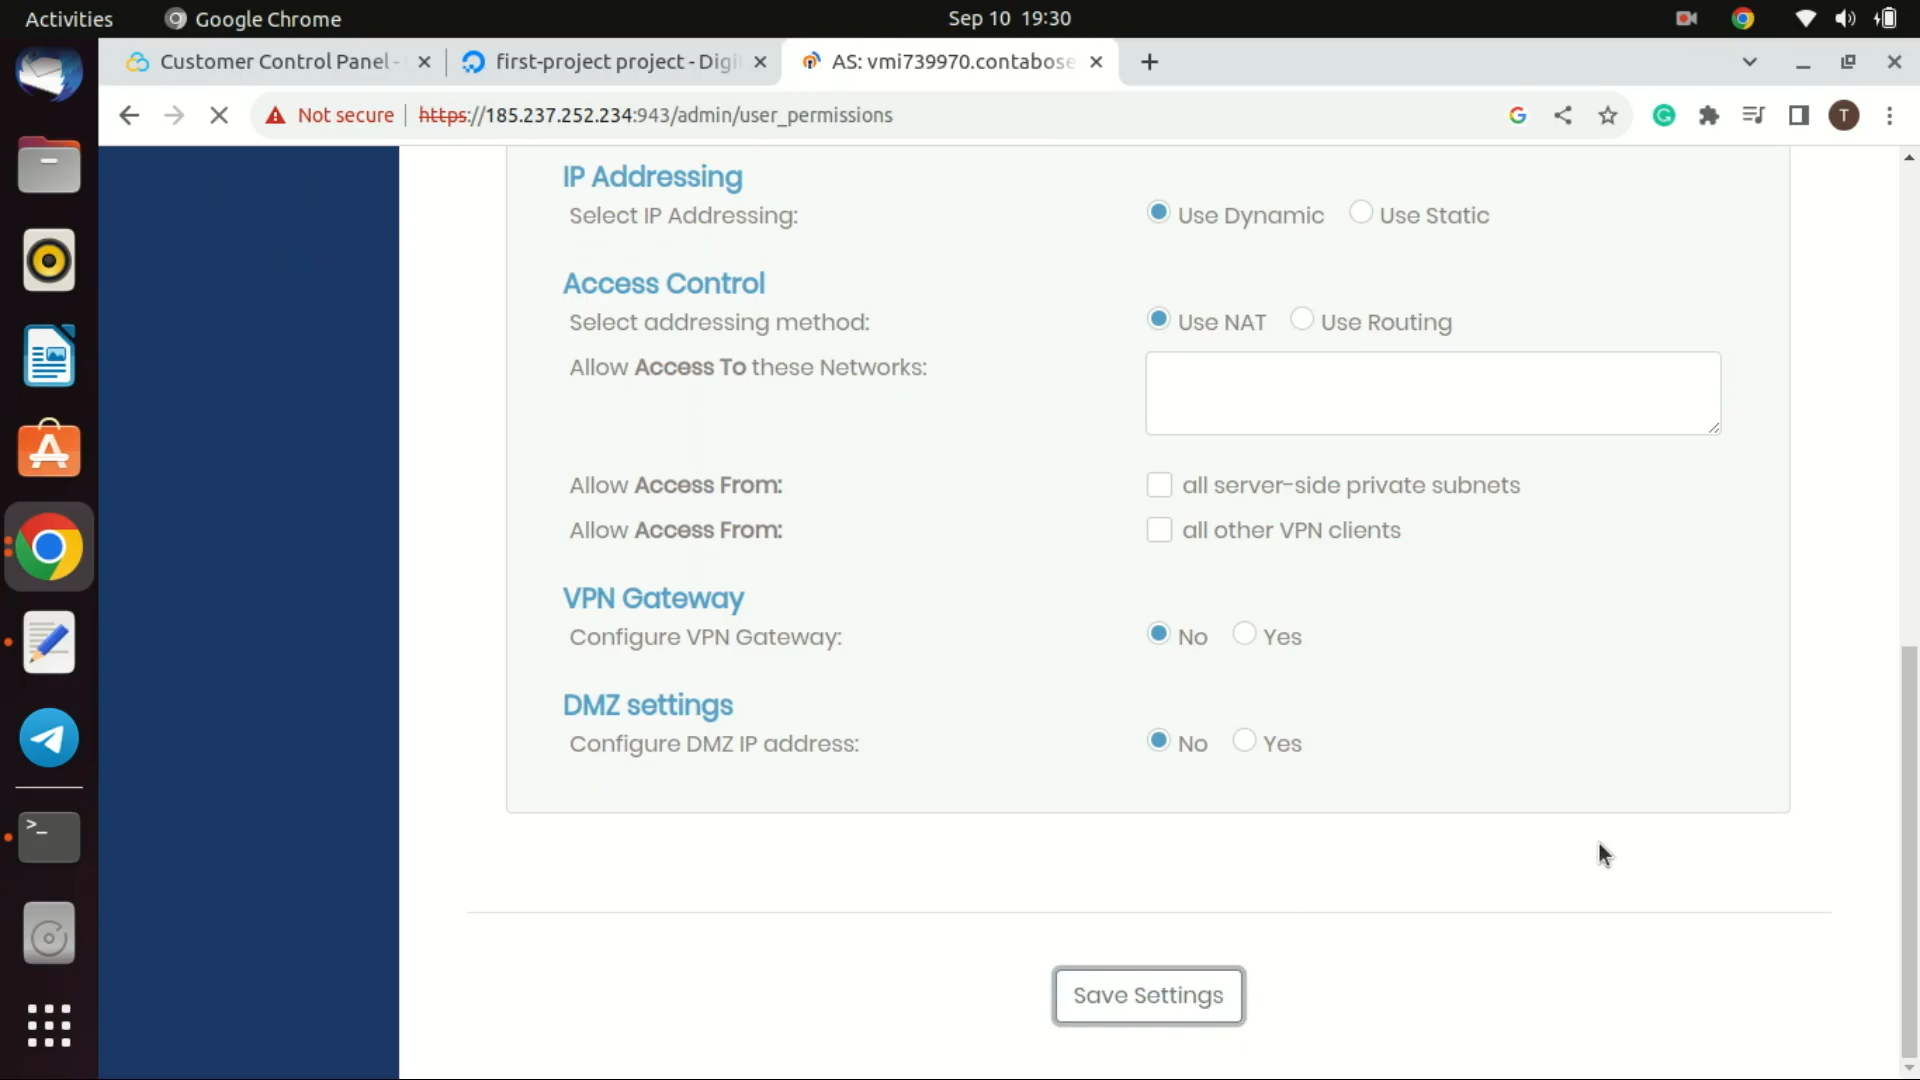 Activities Google Chrome Sep 10 19:30
Customer Control Panel - first-project project - Digi AS: vmi739970.contabose
Not secure https://185.237.252.234:943/admin/user_permissions T
IP Addressing
Select IP Addressing: Use Dynamic Use Static
Access Control
Select addressing method: Use NAT Use Routing
Allow Access To these Networks:
Allow Access From: all server-side private subnets
Allow Access From: all other VPN clients
VPN Gateway
Configure VPN Gateway: No Yes
DMZ settings
Configure DMZ IP address: No Yes
Save Settings